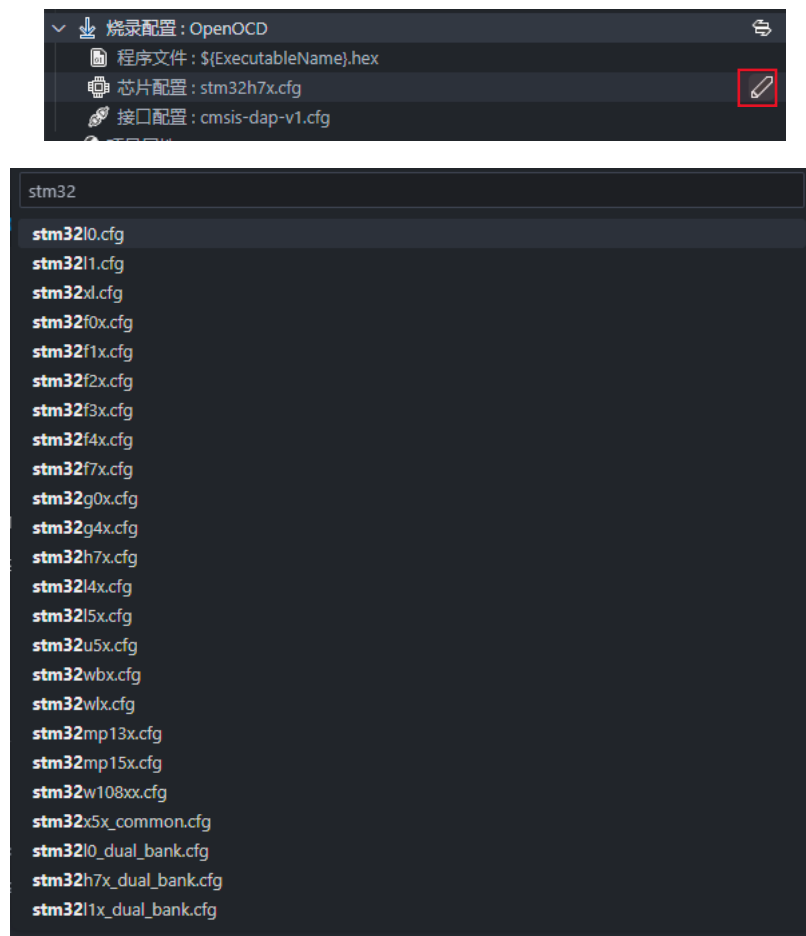 烧录配置 : OpenOCD
程序文件 : ${ExecutableName}.hex
芯片配置 : stm32h7x.cfg
接口配置 : cmsis-dap-v1.cfg
stm32
stm32l0.cfg
stm32l1.cfg
stm32xl.cfg
stm32f0x.cfg
stm32f1x.cfg
stm32f2x.cfg
stm32f3x.cfg
stm32f4x.cfg
stm32f7x.cfg
stm32g0x.cfg
stm32g4x.cfg
stm32h7x.cfg
stm32l4x.cfg
stm32l5x.cfg
stm32u5x.cfg
stm32wbx.cfg
stm32wlx.cfg
stm32mp13x.cfg
stm32mp15x.cfg
stm32w108xx.cfg
stm32x5x_common.cfg
stm32l0_dual_bank.cfg
stm32h7x_dual_bank.cfg
stm32l1x_dual_bank.cfg